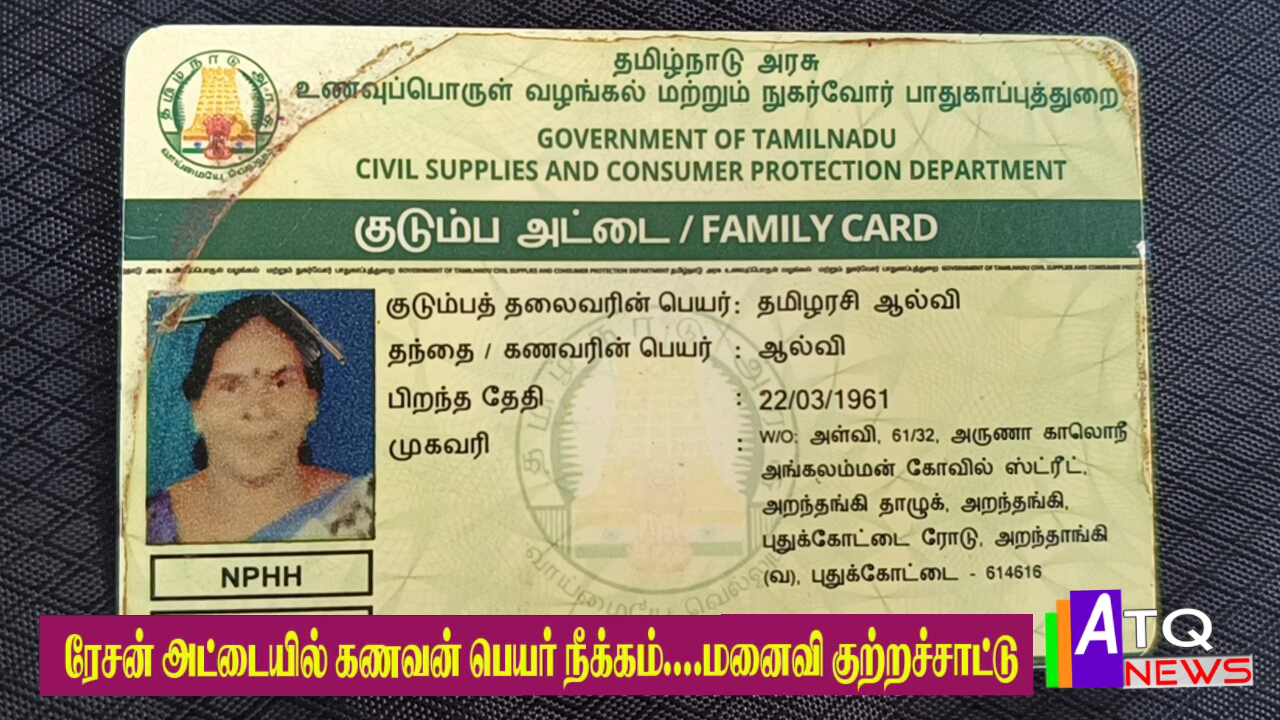 தமிழ்நாடு அரசு
உணவுப்பொருள் வழங்கல் மற்றும் நுகர்வோர் பாதுகாப்புத்துறை
GOVERNMENT OF TAMILNADU
CIVIL SUPPLIES AND CONSUMER PROTECTION DEPARTMENT
தமிழ்நாடு அரசு
வாய்மையே வெல்லும்
குடும்ப அட்டை / FAMILY CARD
குடும்பத் தலைவரின் பெயர் : தமிழரசி ஆல்வி
தந்தை / கணவரின் பெயர் : ஆல்வி
பிறந்த தேதி : 22/03/1961
முகவரி : W/O: அள்வி, 61/32, அருணா காலொநீ
அங்கலம்மன் கோவில் ஸ்ட்ரீட்,
அறந்தங்கி தாழுக், அறந்தங்கி,
புதுக்கோட்டை ரோடு, அறந்தாங்கி
(வ), புதுக்கோட்டை - 614616
NPHH
ரேசன் அட்டையில் கணவன் பெயர் நீக்கம்....மனைவி குற்றச்சாட்டு
ATQ
NEWS